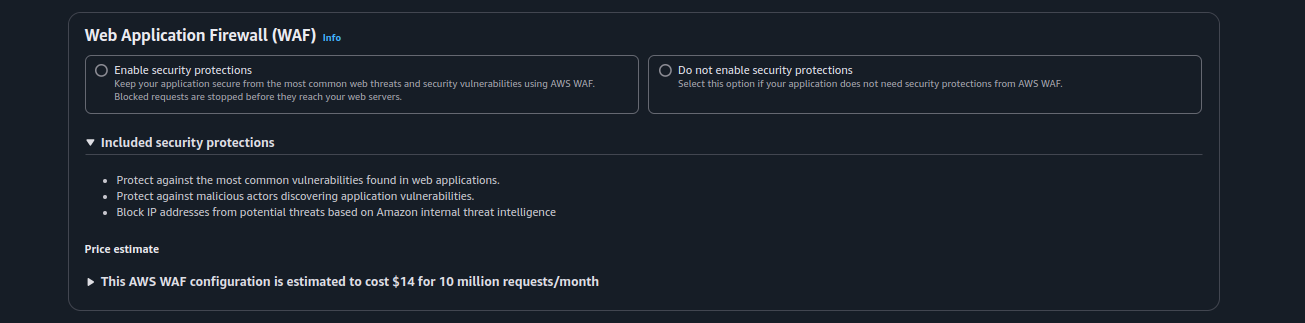 Web Application Firewall (WAF) Info
Enable security protections
Keep your application secure from the most common web threats and security vulnerabilities using AWS WAF.
Blocked requests are stopped before they reach your web servers.
Do not enable security protections
Select this option if your application does not need security protections from AWS WAF.
Included security protections
Protect against the most common vulnerabilities found in web applications.
Protect against malicious actors discovering application vulnerabilities.
Block IP addresses from potential threats based on Amazon internal threat intelligence
Price estimate
This AWS WAF configuration is estimated to cost $14 for 10 million requests/month